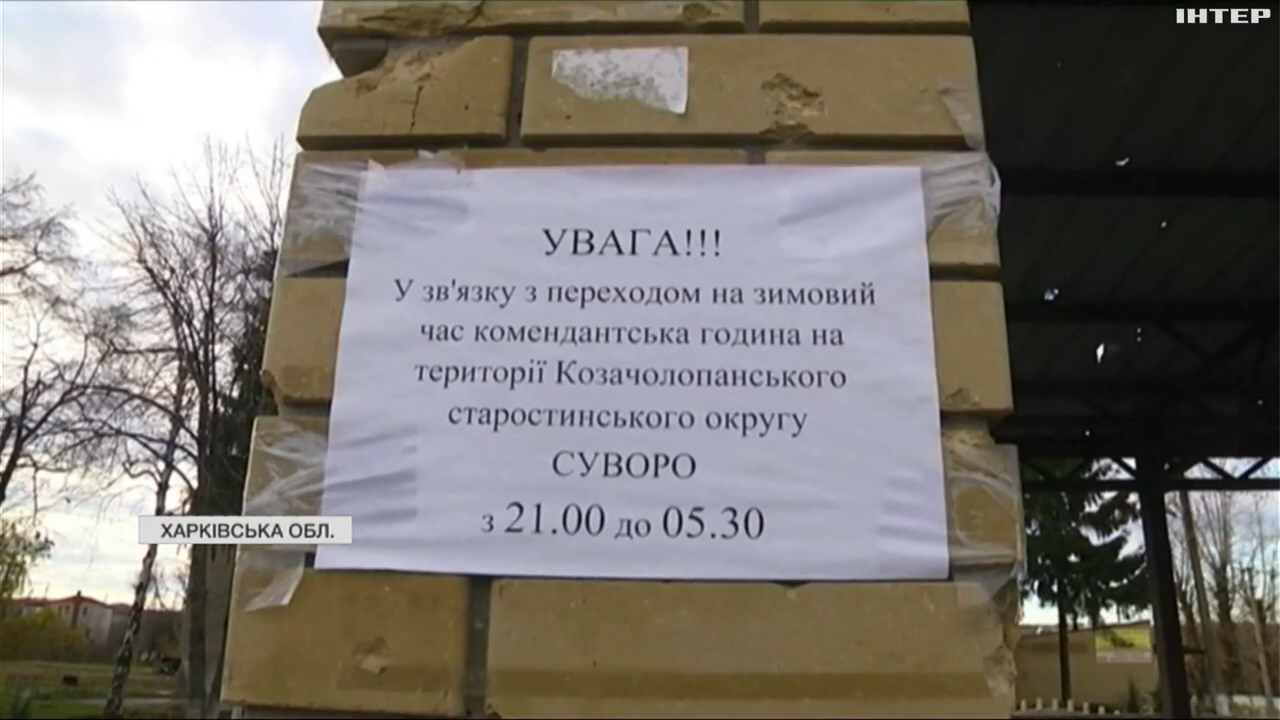 ІНТЕР
УВАГА!!!
У зв'язку з переходом на зимовий
час комендантська година на
території Козачолопанського
старостинського округу
СУВОРО
з 21.00 до 05.30
ХАРКІВСЬКА ОБЛ.